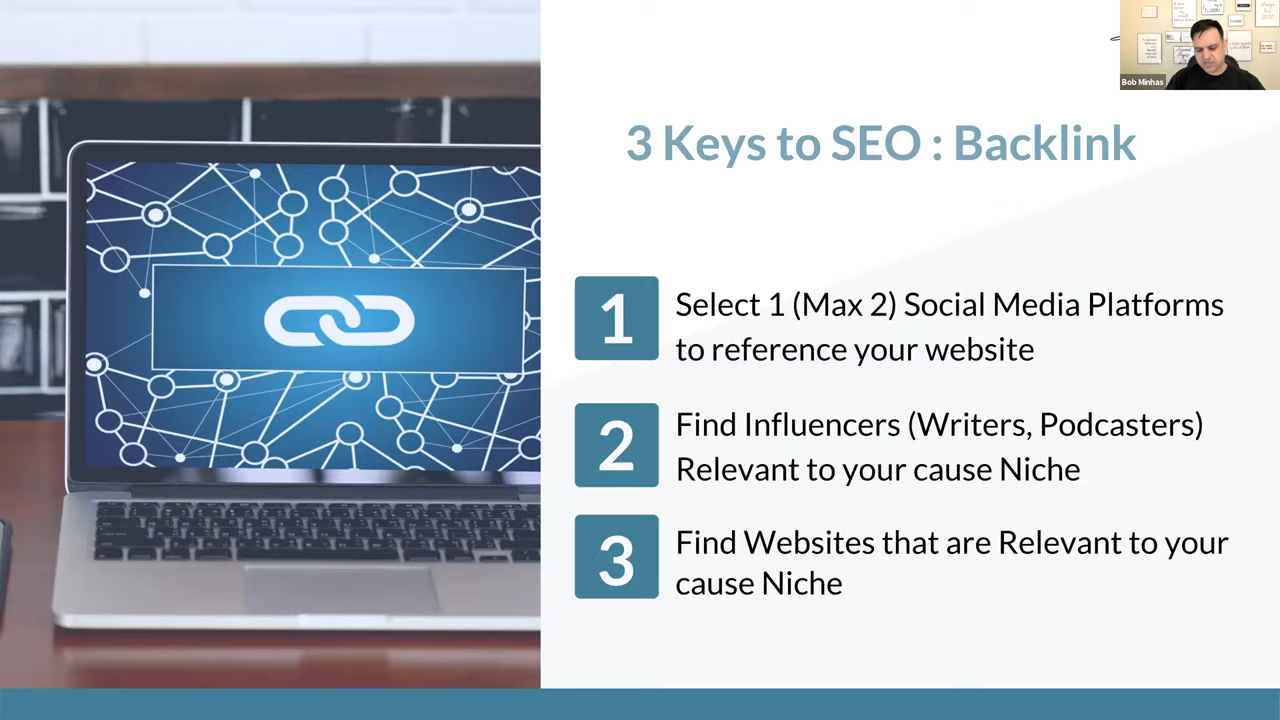 Bob Minhas
3 Keys to SEO : Backlink
1
Select 1 (Max 2) Social Media Platforms
to reference your website
2
Find Influencers (Writers, Podcasters)
Relevant to your cause Niche
3
Find Websites that are Relevant to your
cause Niche